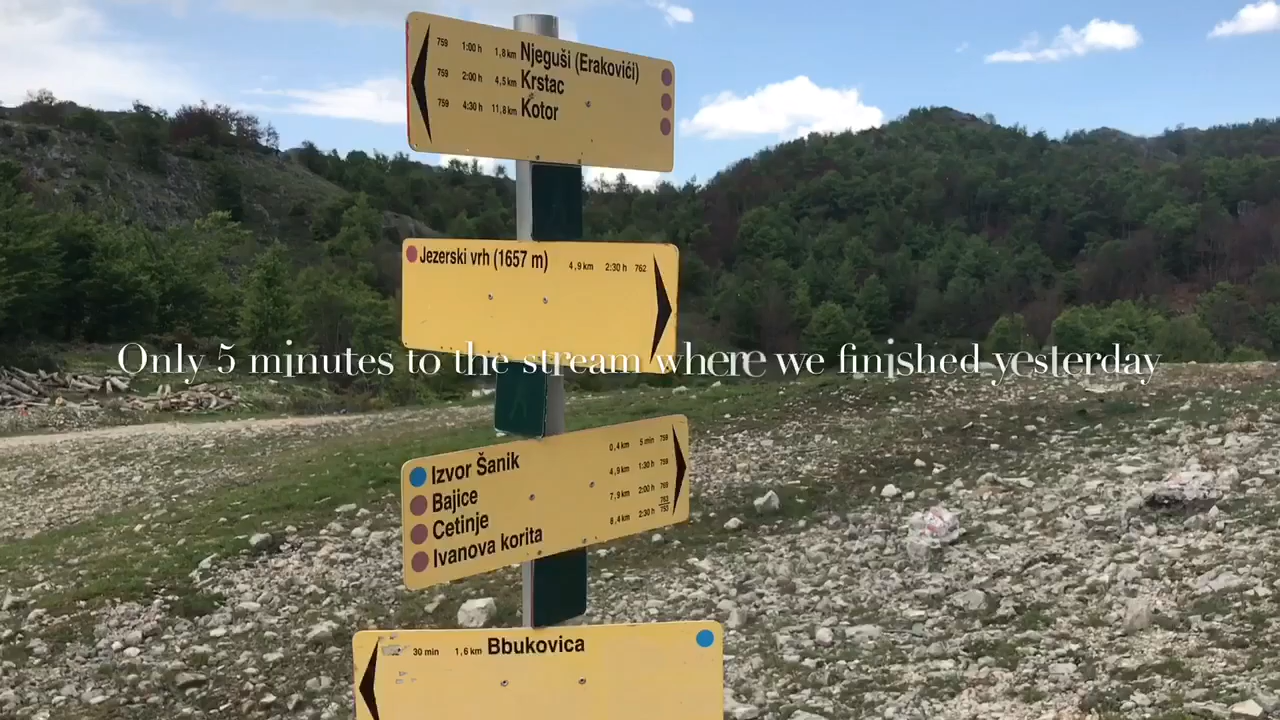 759 1:00 h 1,8 km Njeguši (Erakovići)
759 2:00 h 4,5 km Krstac
759 4:30 h 11,8 km Kotor
Jezerski vrh (1657 m) 4,9 km 2:30 h 762
Only 5 minutes to the stream where we finished yesterday
Izvor Šanik 0,4 km 5 min 759
Bajice 4,9 km 1:30 h 759
Cetinje 7,9 km 2:00 h 769
Ivanova korita 8,4 km 2:30 h 752 753
30 min 1,6 km Bbukovica